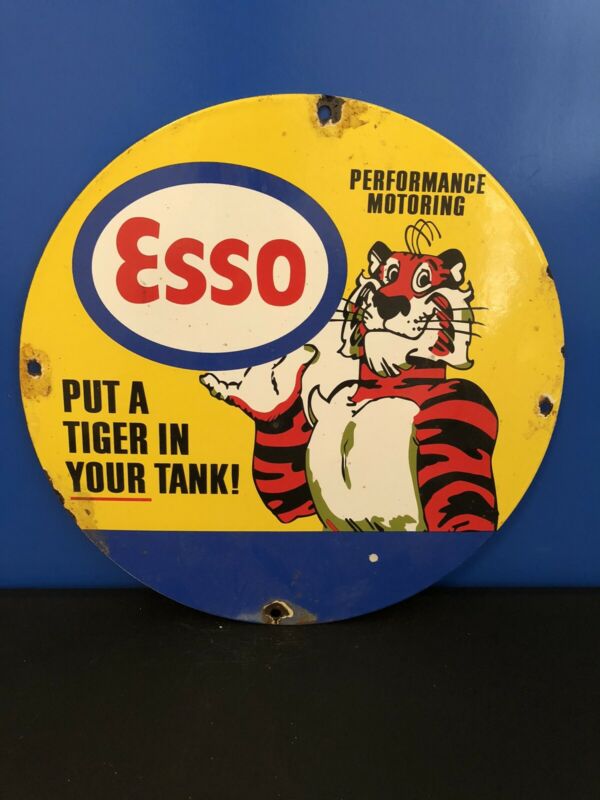 Esso
PERFORMANCE
MOTORING
PUT A
TIGER IN
YOUR TANK!